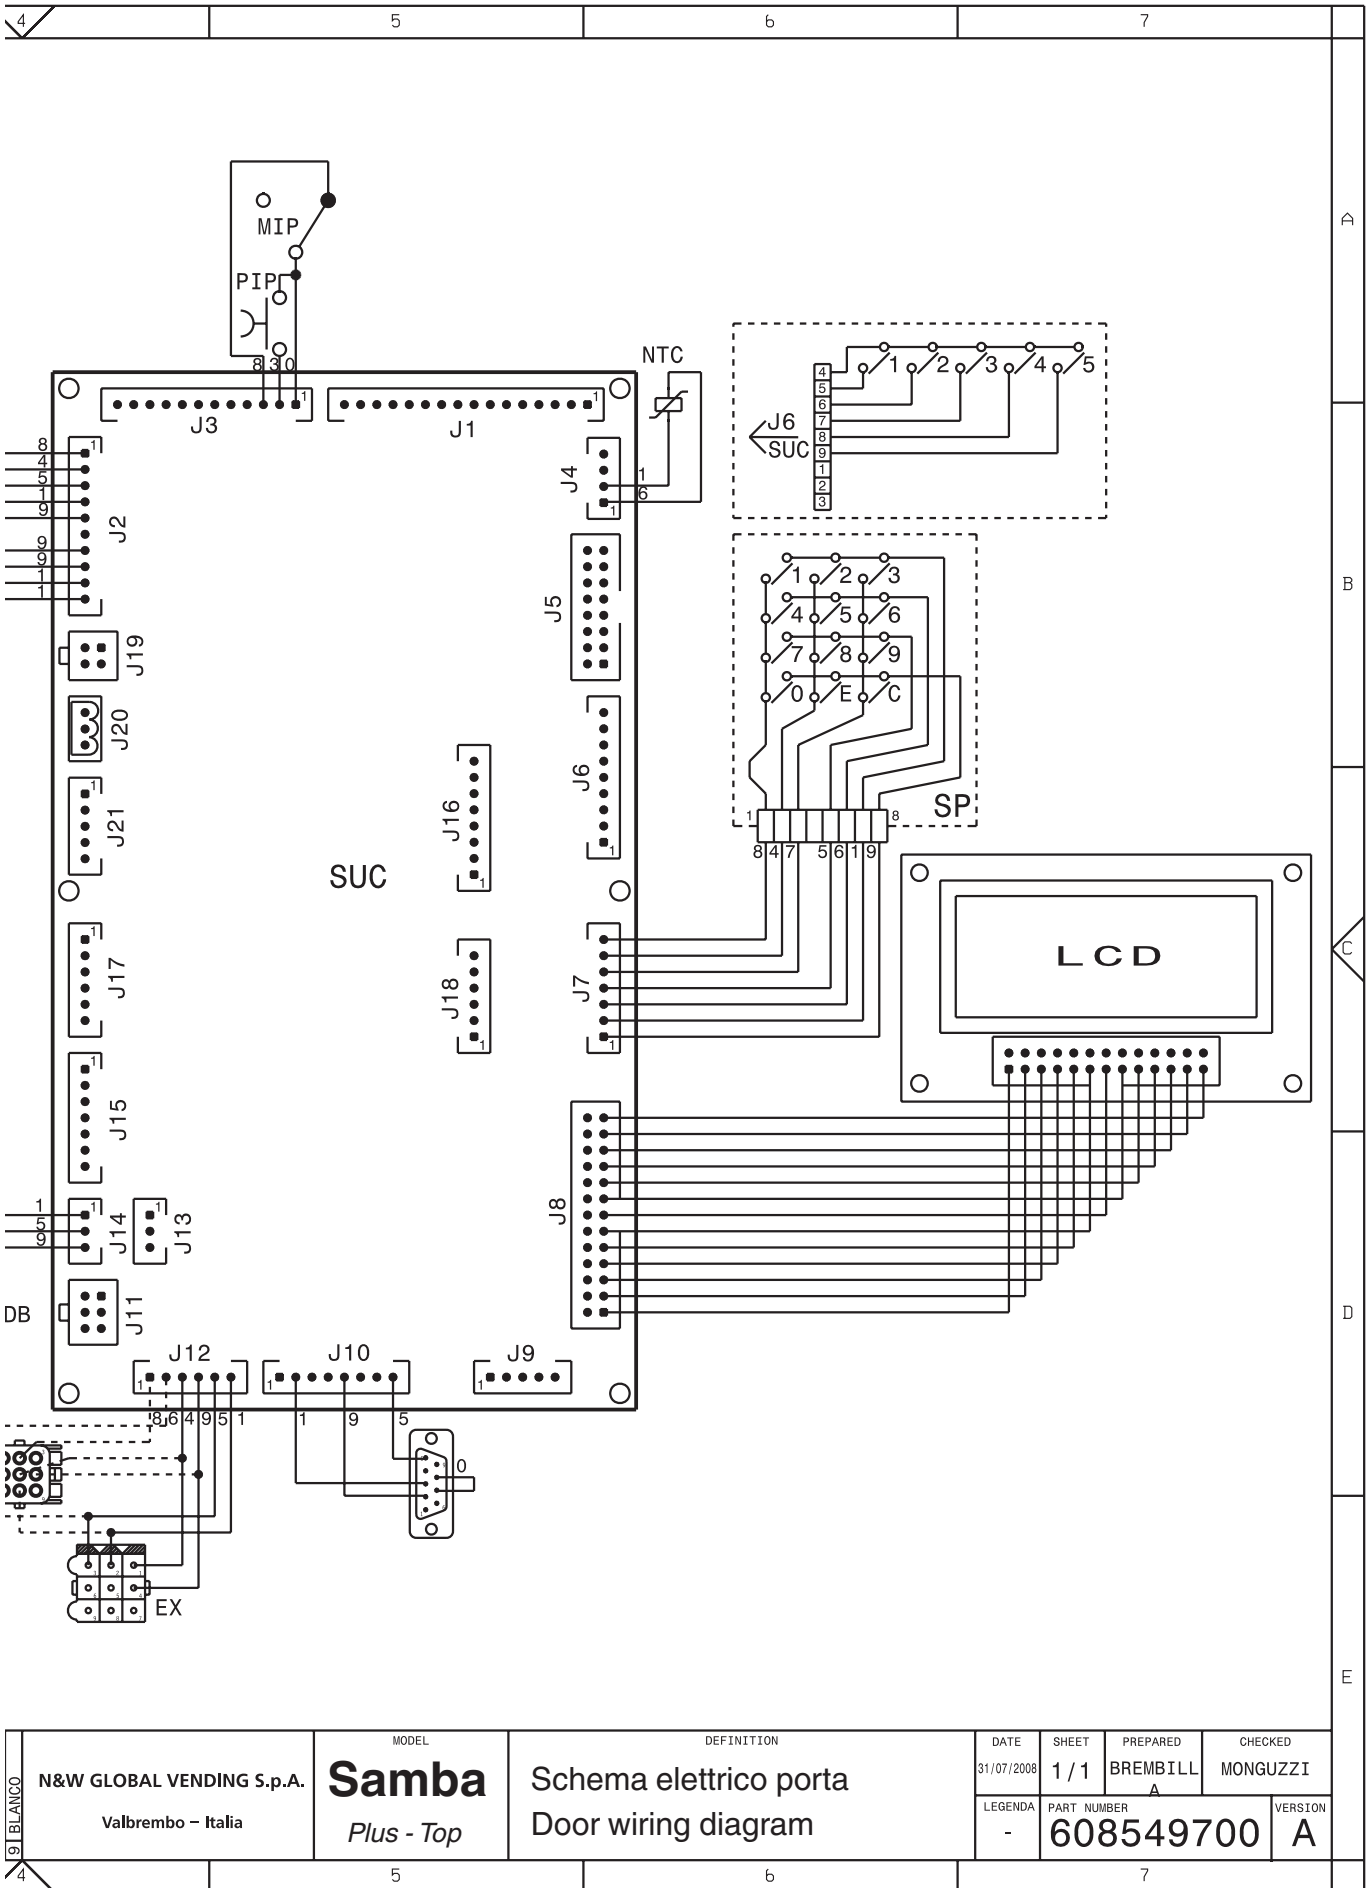 4 5 6 7
A
B
C
D
E
MIP
PIP
8 3 0
J3
1
J1
1
NTC
J4
1
6
1
4 1 2 3 4 5
5
6
7
8
9
1
2
3
J6
SUC
8
4
5
1
9
9
9
1
1
1
J2
J5
J19
J20
J21
1
J16
1
J6
1
SUC
1 2 3
4 5 6
7 8 9
0 E C
SP
1 8
8 4 7 5 6 1 9
J17
1
J18
1
J7
1
LCD
J15
1
1
5
9
J14
1
J13
1
J8
DB
J11
J12
1
J10
1
J9
1
8 6 4 9 5 1
1 9 5
0
EX
9 BLANCO
N&W GLOBAL VENDING S.p.A.
Valbrembo – Italia
MODEL
Samba
Plus - Top
DEFINITION
Schema elettrico porta
Door wiring diagram
DATE
31/07/2008
SHEET
1/1
PREPARED
BREMBILL
A
CHECKED
MONGUZZI
LEGENDA
-
PART NUMBER
608549700
VERSION
A
4 5 6 7